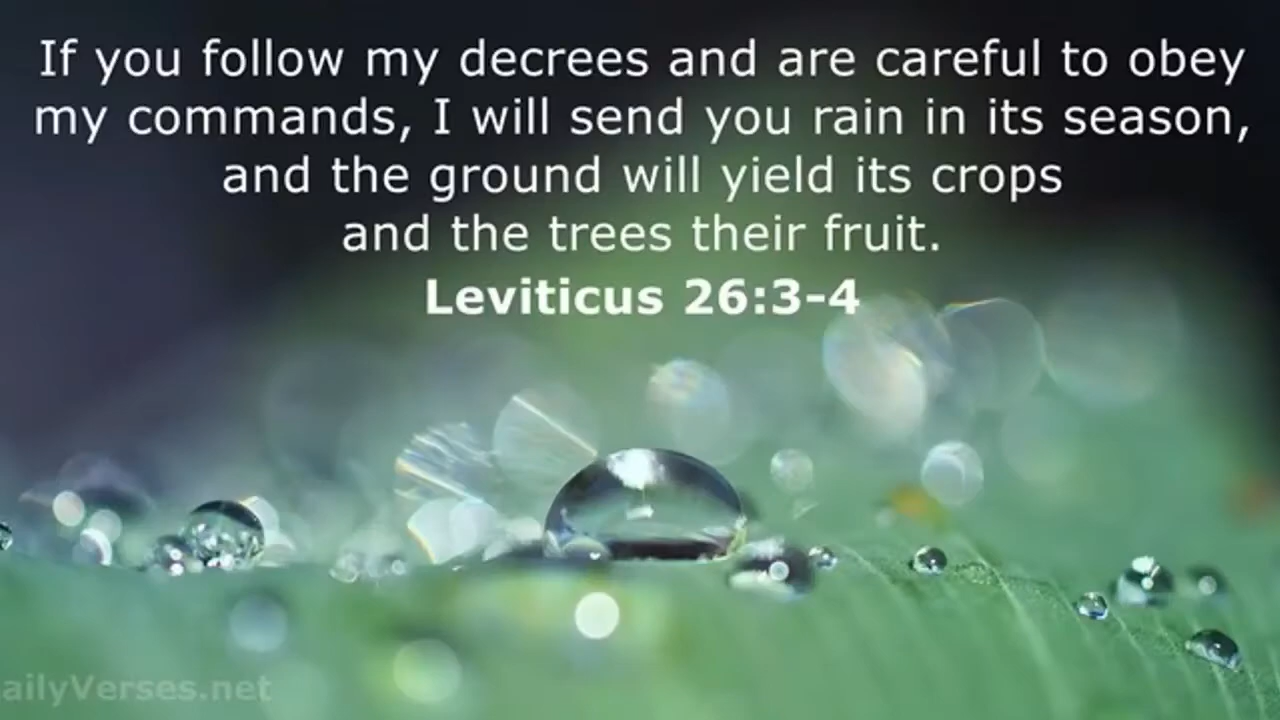 If you follow my decrees and are careful to obey
my commands, I will send you rain in its season,
and the ground will yield its crops
and the trees their fruit.
Leviticus 26:3-4
ailyVerses.net